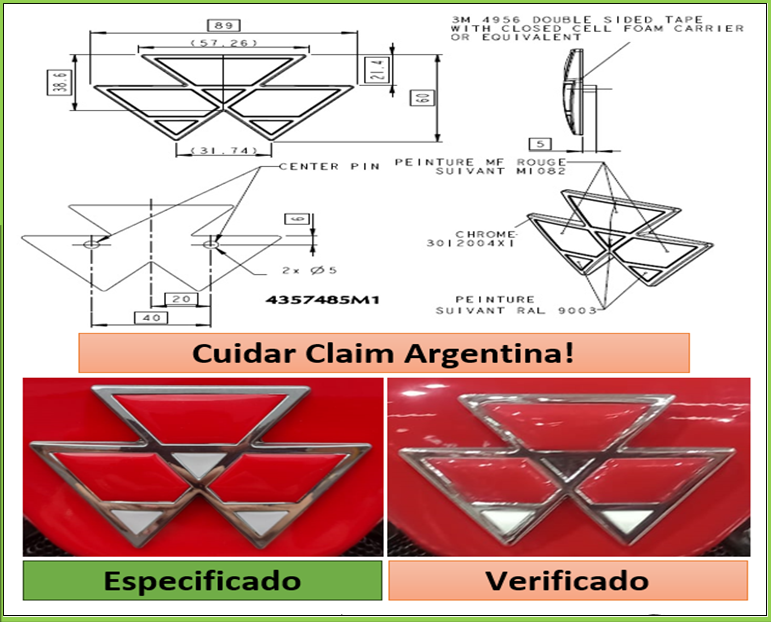 89
(57,26)
38.6
21.4
60
(31.74)
3M 4956 DOUBLE SIDED TAPE
WITH CLOSED CELL FOAM CARRIER
OR EQUIVALENT
5
CENTER PIN
PEINTURE MF ROUGE
SUIVANT M1082
6
CHROME
3012004X1
2x Ø5
20
4357485M1
40
PEINTURE
SUIVANT RAL 9003
Cuidar Claim Argentina!
Especificado
Verificado